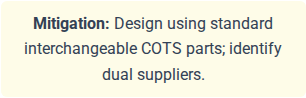 Mitigation: Design using standard
interchangeable COTS parts; identify
dual suppliers.